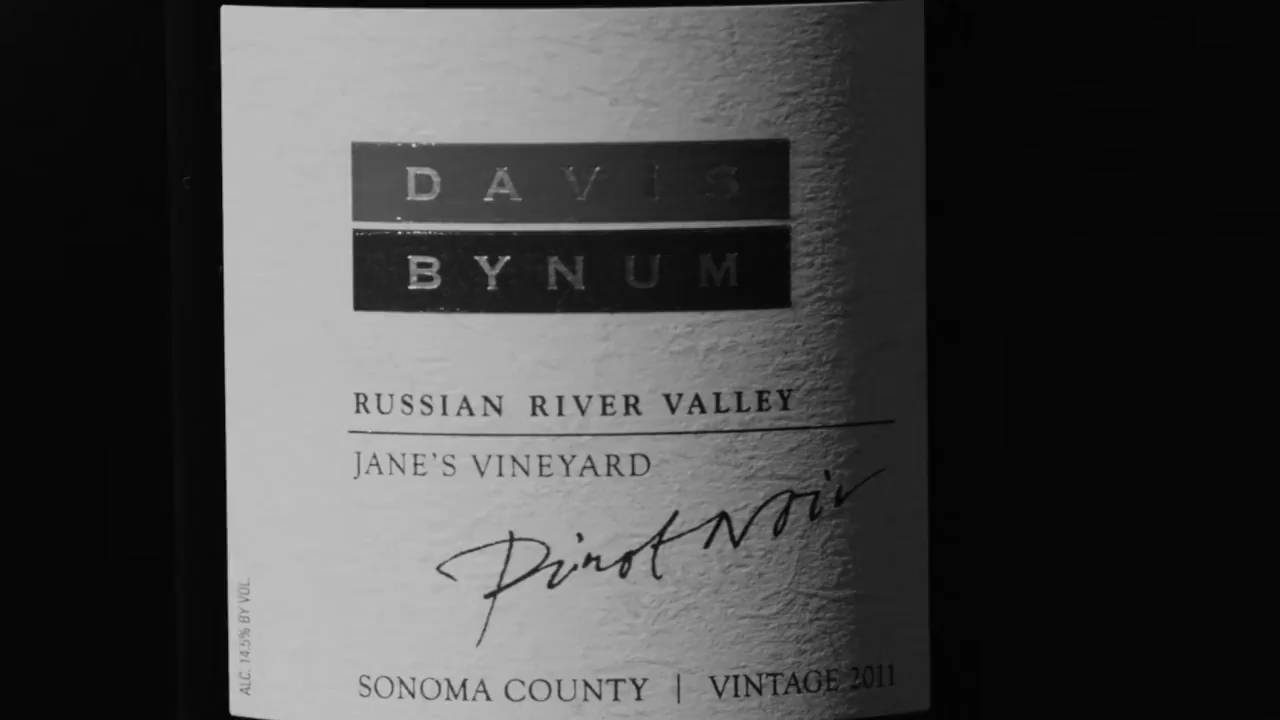 DAVIS
BYNUM
RUSSIAN RIVER VALLEY
JANE'S VINEYARD
Pinot Noir
SONOMA COUNTY | VINTAGE 2011
ALC. 14.5% BY VOL.